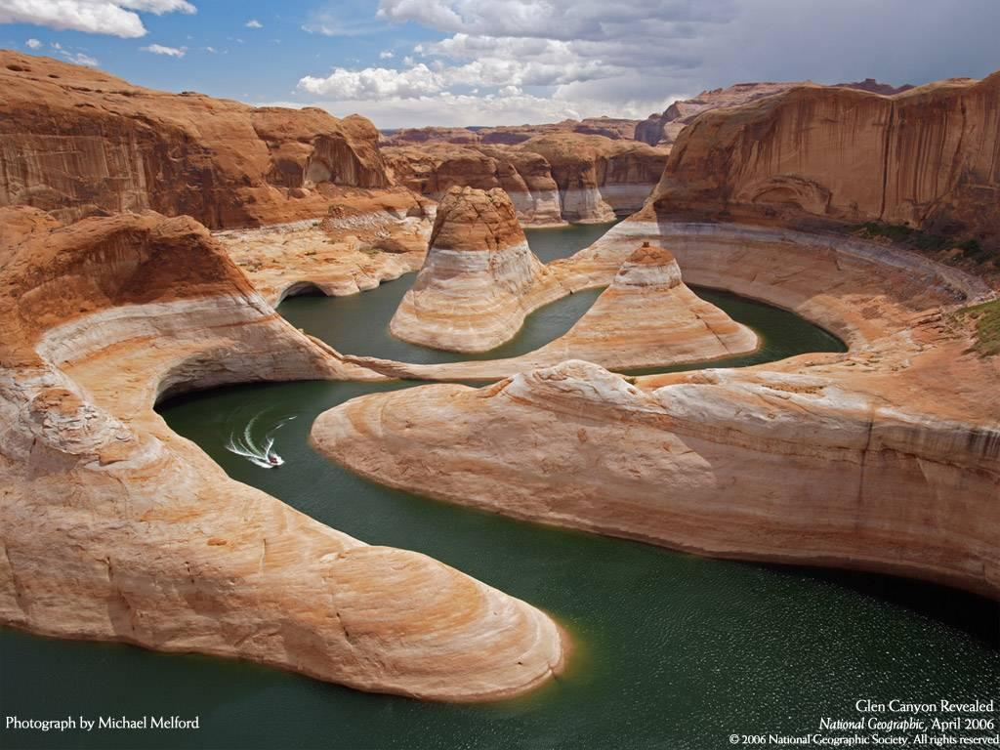 Photograph by Michael Melford
Glen Canyon Revealed
National Geographic, April 2006
© 2006 National Geographic Society. All rights reserved